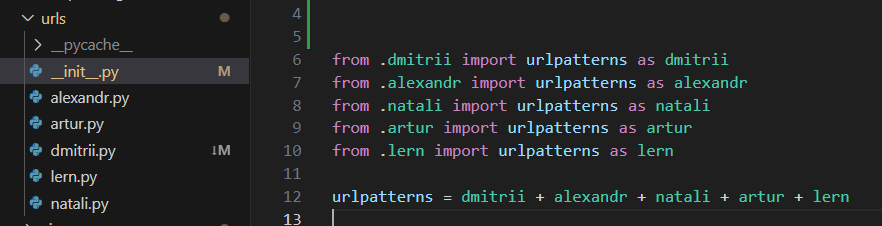 urls
__pycache__
__init__.py M
alexandr.py
artur.py
dmitrii.py ↓M
lern.py
natali.py
4
5
6 from .dmitrii import urlpatterns as dmitrii
7 from .alexandr import urlpatterns as alexandr
8 from .natali import urlpatterns as natali
9 from .artur import urlpatterns as artur
10 from .lern import urlpatterns as lern
11
12 urlpatterns = dmitrii + alexandr + natali + artur + lern
13